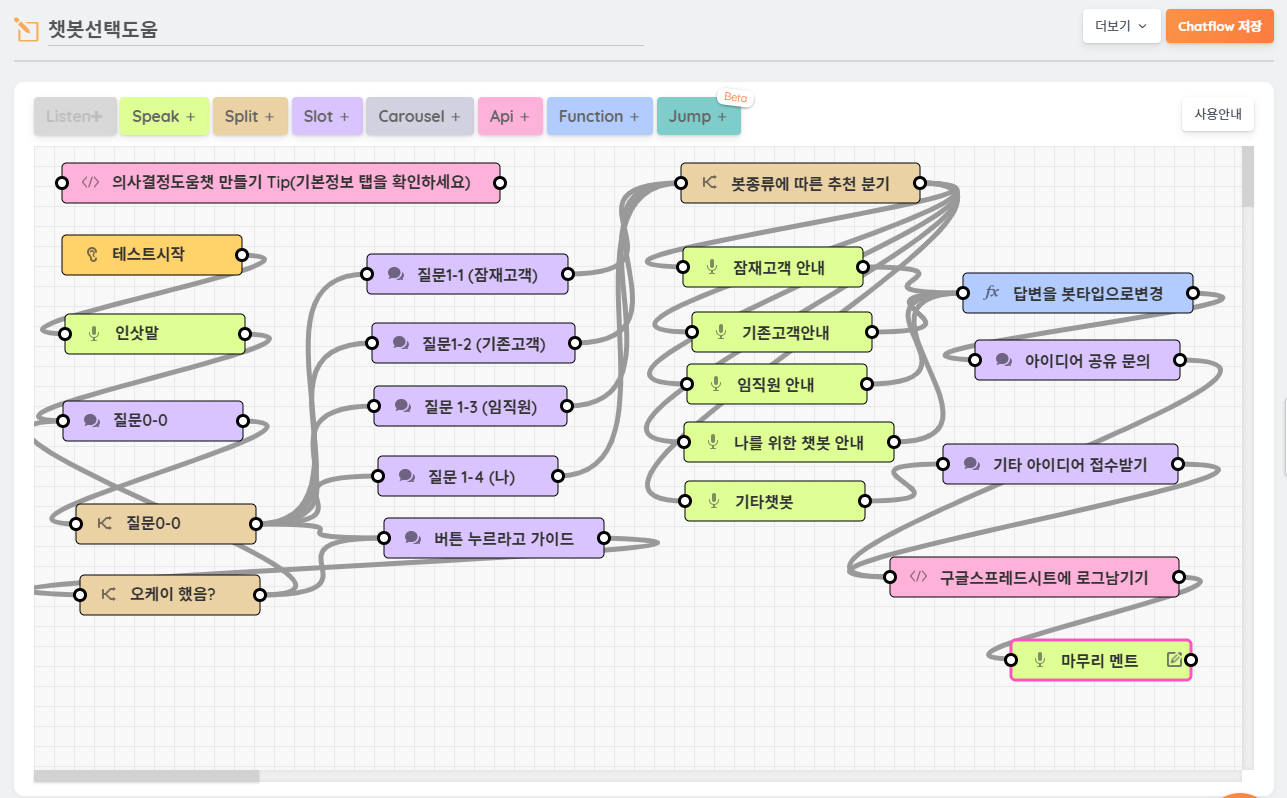 챗봇선택도움
더보기
Chatflow 저장
Listen+
Speak +
Split +
Slot +
Carousel +
Api +
Function +
Jump +
Beta
사용안내
의사결정도움챗 만들기 Tip(기본정보 탭을 확인하세요)
봇종류에 따른 추천 분기
테스트시작
질문1-1 (잠재고객)
잠재고객 안내
fx 답변을 봇타입으로변경
인삿말
질문1-2 (기존고객)
기존고객안내
아이디어 공유 문의
임직원 안내
질문0-0
질문 1-3 (임직원)
나를 위한 챗봇 안내
질문 1-4 (나)
기타 아이디어 접수받기
기타챗봇
질문0-0
버튼 누르라고 가이드
오케이 했음?
구글스프레드시트에 로그남기기
마무리 멘트